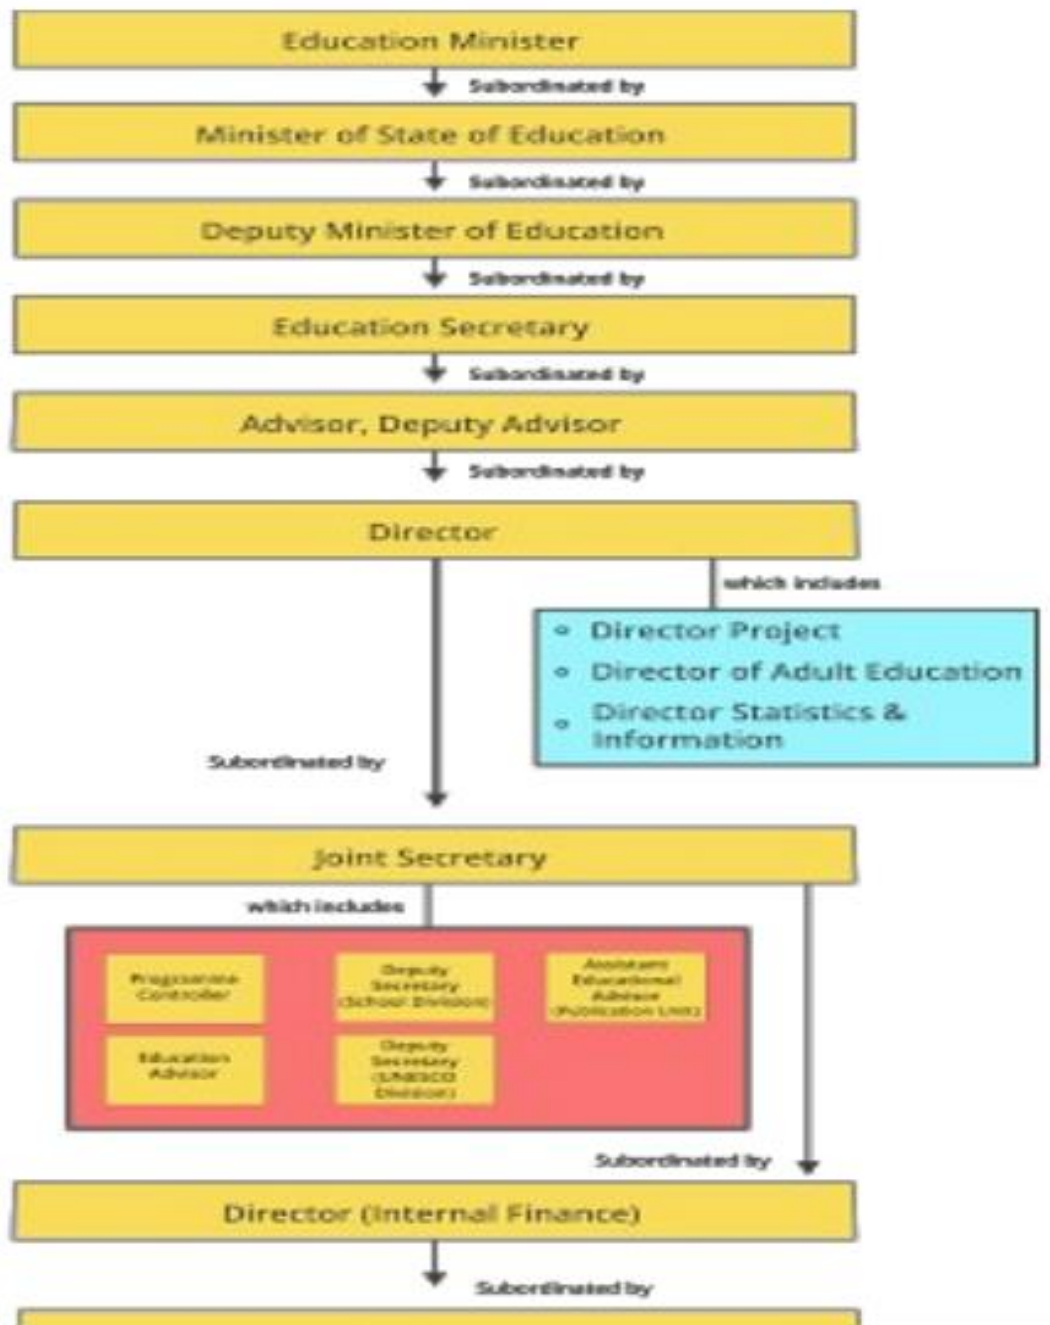 Education Minister
Subordinated by
Minister of State of Education
Subordinated by
Deputy Minister of Education
Subordinated by
Education Secretary
Subordinated by
Advisor, Deputy Advisor
Subordinated by
Director
which includes
Director Project
Director of Adult Education
Director Statistics &
Information
Subordinated by
Joint Secretary
which includes
Programme
Controller
Deputy
Secretary
(School Division)
Assistant
Educational
Advisor
(Publication Unit)
Education
Advisor
Deputy
Secretary
(UNESCO
Division)
Subordinated by
Director (Internal Finance)
Subordinated by